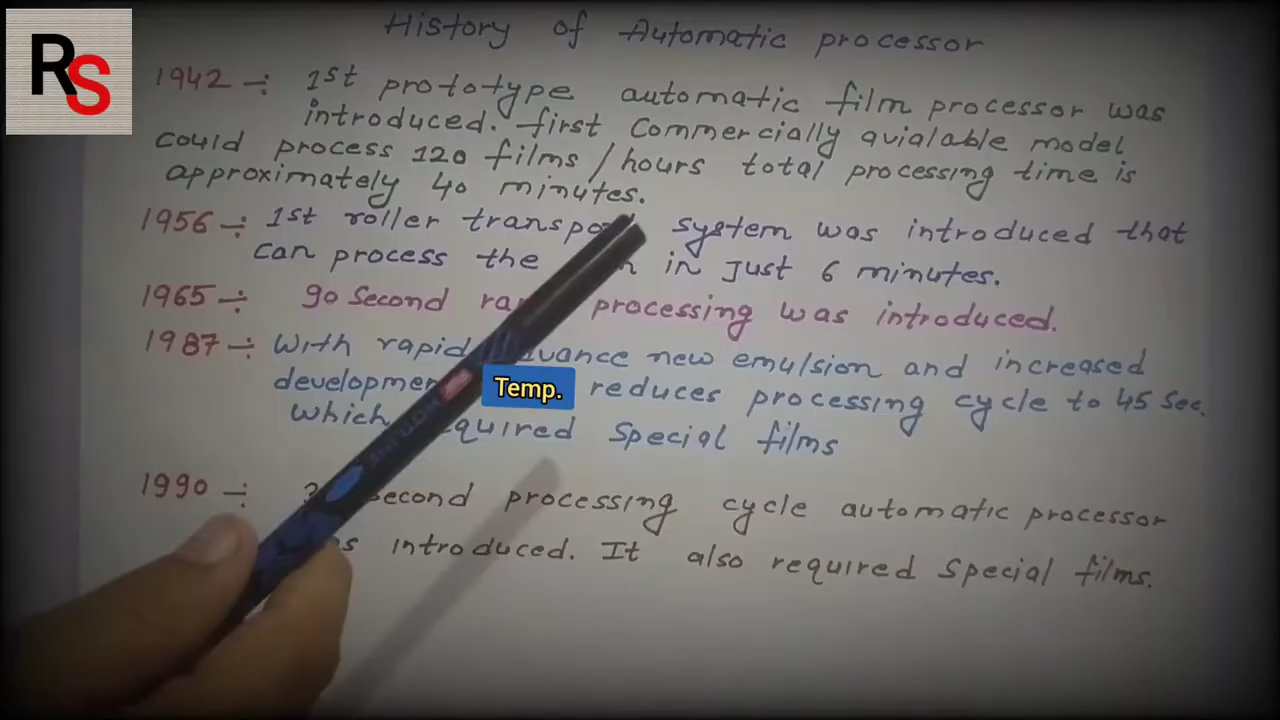 RS
History of Automatic processor
1942 ÷ 1st prototype automatic film processor was
introduced. first Commercially avialable model
could process 120 films / hours total processing time is
approximately 40 minutes.
1956 ÷ 1st roller transpo system was introduced that
can process the in Just 6 minutes.
1965 ÷ 90 Second processing was introduced.
1987 ÷ With rapid new emulsion and increased
Temp. reduces processing cycle to 45 Sec.
which Special films
1990 ÷ Second processing cycle automatic processor
introduced. It also required Special films.